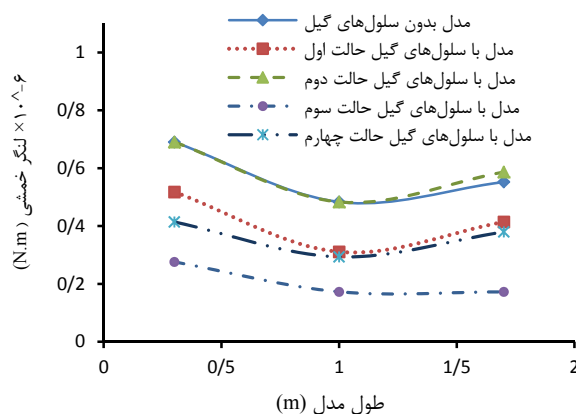 مدل بدون سلول‌های گیل
مدل با سلول‌های گیل حالت اول
مدل با سلول‌های گیل حالت دوم
مدل با سلول‌های گیل حالت سوم
مدل با سلول‌های گیل حالت چهارم
1
0/8
0/6
0/4
0/2
0
0
0/5
1
1/5
2
لنگر خمشی ×۱۰^-۶
(N.m)
طول مدل (m)